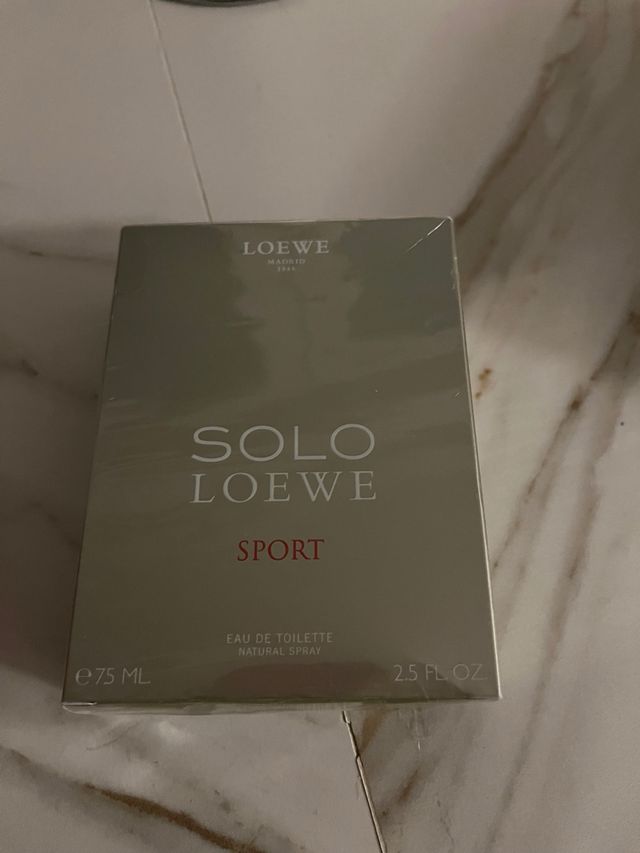 LOEWE
MADRID
1846
SOLO
LOEWE
SPORT
EAU DE TOILETTE
NATURAL SPRAY
℮75 ML 2.5 FL. OZ.